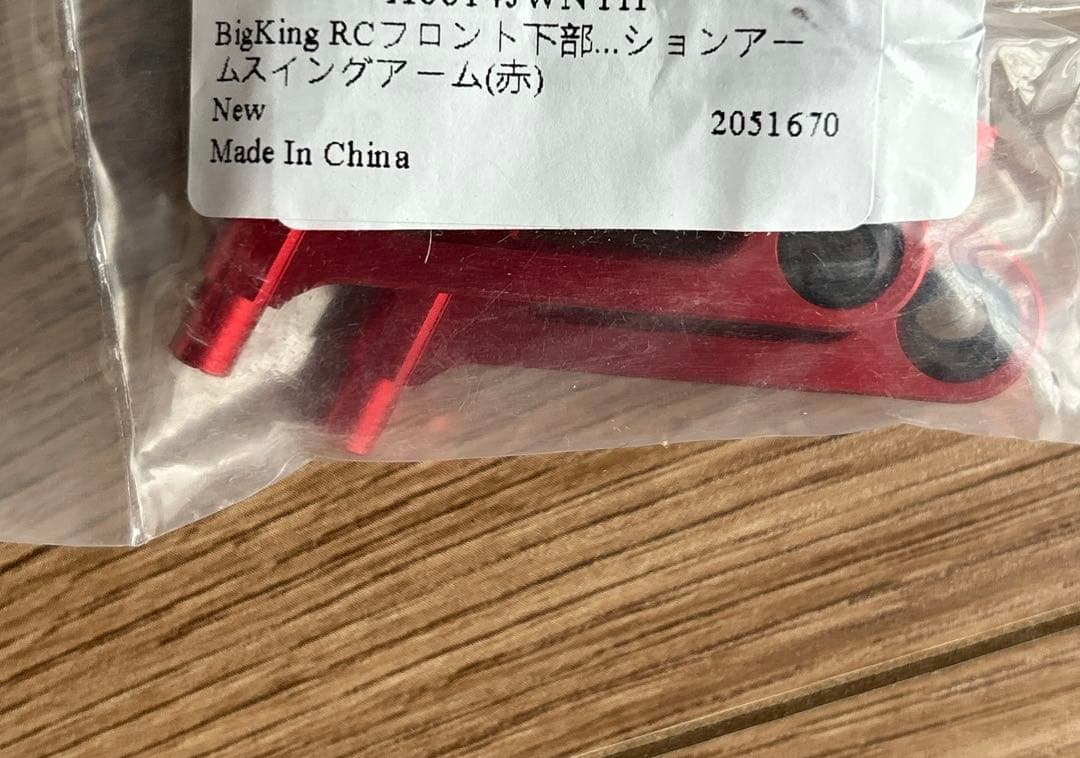 BigKing RCフロント下部...ションアー
ムスイングアーム(赤)
New
2051670
Made In China